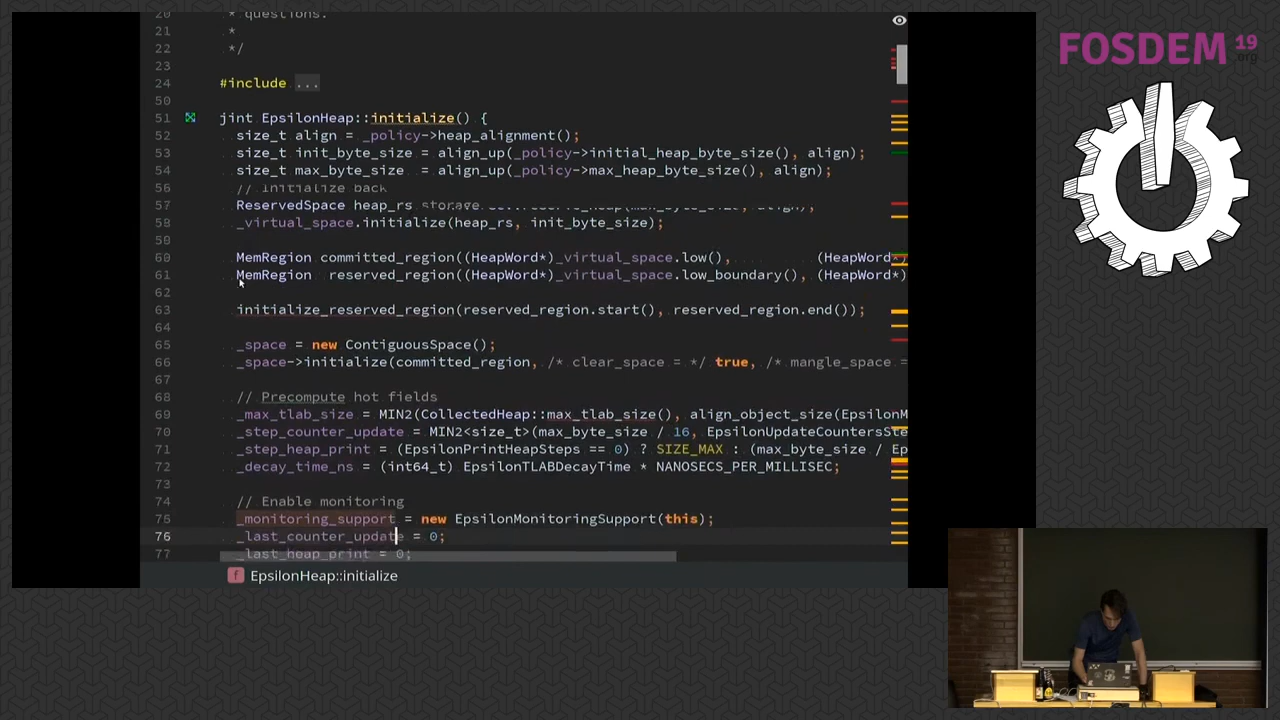 20 * questions.
21 *
22 */
23
24 #include ...
50
51 jint EpsilonHeap::initialize() {
52 size_t align = _policy->heap_alignment();
53 size_t init_byte_size = align_up(_policy->initial_heap_byte_size(), align);
54 size_t max_byte_size = align_up(_policy->max_heap_byte_size(), align);
56 // Initialize back
57 ReservedSpace heap_rs storage
58 _virtual_space.initialize(heap_rs, init_byte_size);
59
60 MemRegion committed_region((HeapWord*)_virtual_space.low(), (HeapWord*)
61 MemRegion reserved_region((HeapWord*)_virtual_space.low_boundary(), (HeapWord*)
62
63 initialize_reserved_region(reserved_region.start(), reserved_region.end());
64
65 _space = new ContiguousSpace();
66 _space->initialize(committed_region, /* clear_space = */ true, /* mangle_space =
67
68 // Precompute hot fields
69 _max_tlab_size = MIN2(CollectedHeap::max_tlab_size(), align_object_size(EpsilonM
70 _step_counter_update = MIN2<size_t>(max_byte_size / 16, EpsilonUpdateCountersSte
71 _step_heap_print = (EpsilonPrintHeapSteps == 0) ? SIZE_MAX : (max_byte_size / Ep
72 _decay_time_ns = (int64_t) EpsilonTLABDecayTime * NANOSECS_PER_MILLISEC;
73
74 // Enable monitoring
75 _monitoring_support = new EpsilonMonitoringSupport(this);
76 _last_counter_update = 0;
77 _last_heap_print = 0;
f EpsilonHeap::initialize
FOSDEM 19
.org